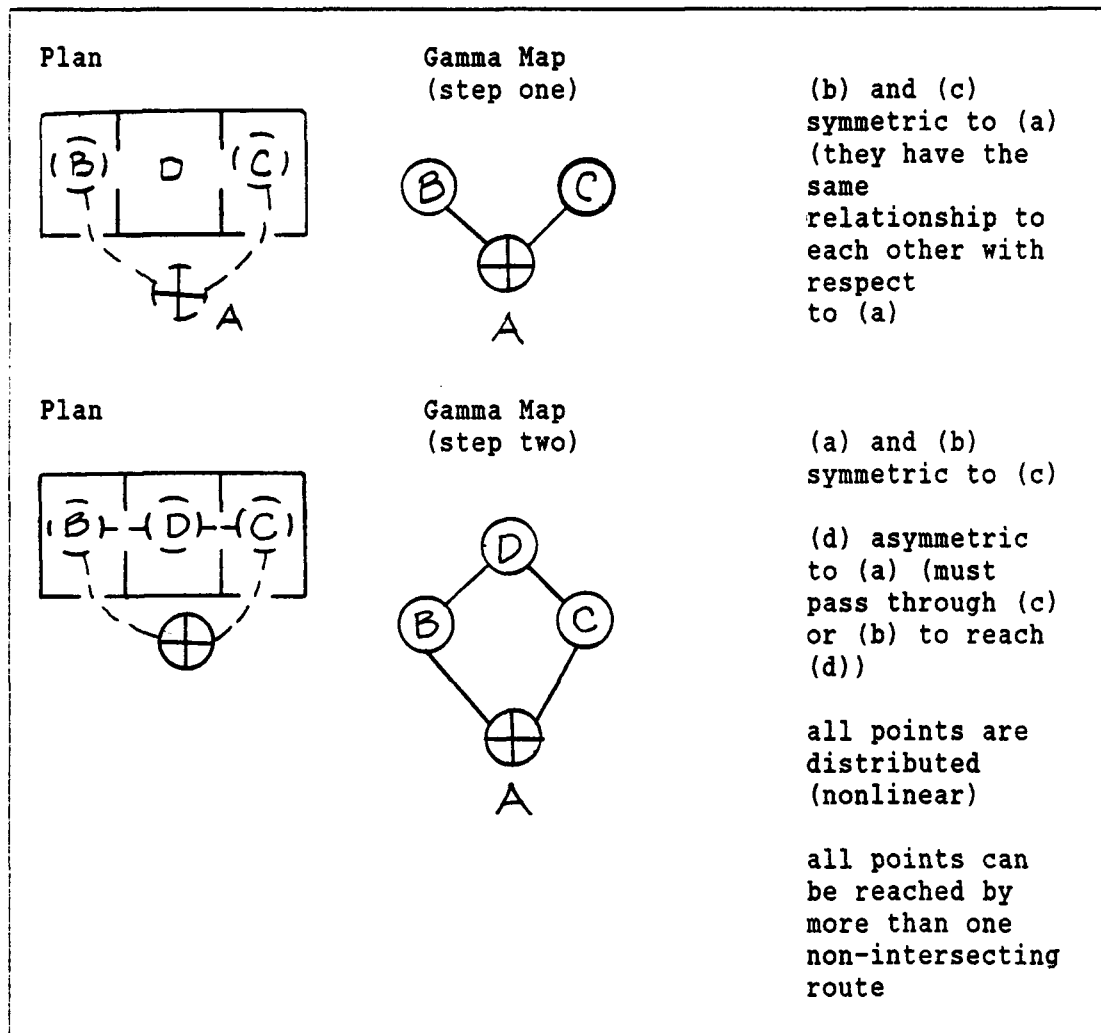 Plan
Gamma Map
(step one)
B
D
C
A
B
C
A
(b) and (c)
symmetric to (a)
(they have the
same
relationship to
each other with
respect
to (a)
Plan
Gamma Map
(step two)
B
D
C
D
B
C
A
(a) and (b)
symmetric to (c)
(d) asymmetric
to (a) (must
pass through (c)
or (b) to reach
(d))
all points are
distributed
(nonlinear)
all points can
be reached by
more than one
non-intersecting
route